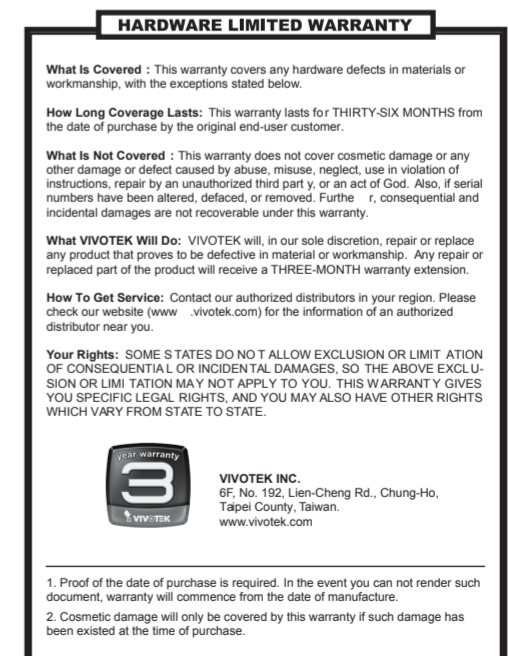 HARDWARE LIMITED WARRANTY
What Is Covered : This warranty covers any hardware defects in materials or
workmanship, with the exceptions stated below.
How Long Coverage Lasts: This warranty lasts for THIRTY-SIX MONTHS from
the date of purchase by the original end-user customer.
What Is Not Covered : This warranty does not cover cosmetic damage or any
other damage or defect caused by abuse, misuse, neglect, use in violation of
instructions, repair by an unauthorized third part y, or an act of God. Also, if serial
numbers have been altered, defaced, or removed. Furthe r, consequential and
incidental damages are not recoverable under this warranty.
What VIVOTEK Will Do: VIVOTEK will, in our sole discretion, repair or replace
any product that proves to be defective in material or workmanship. Any repair or
replaced part of the product will receive a THREE-MONTH warranty extension.
How To Get Service: Contact our authorized distributors in your region. Please
check our website (www .vivotek.com) for the information of an authorized
distributor near you.
Your Rights: SOME S TATES DO NO T ALLOW EXCLUSION OR LIMIT ATION
OF CONSEQUENTIA L OR INCIDEN TAL DAMAGES, SO THE ABOVE EXCLU-
SION OR LIMI TATION MA Y NOT APPLY TO YOU. THIS W ARRANT Y GIVES
YOU SPECIFIC LEGAL RIGHTS, AND YOU MAY ALSO HAVE OTHER RIGHTS
WHICH VARY FROM STATE TO STATE.
year warranty
3
VIVOTEK
VIVOTEK INC.
6F, No. 192, Lien-Cheng Rd., Chung-Ho,
Taipei County, Taiwan.
www.vivotek.com
1. Proof of the date of purchase is required. In the event you can not render such
document, warranty will commence from the date of manufacture.
2. Cosmetic damage will only be covered by this warranty if such damage has
been existed at the time of purchase.